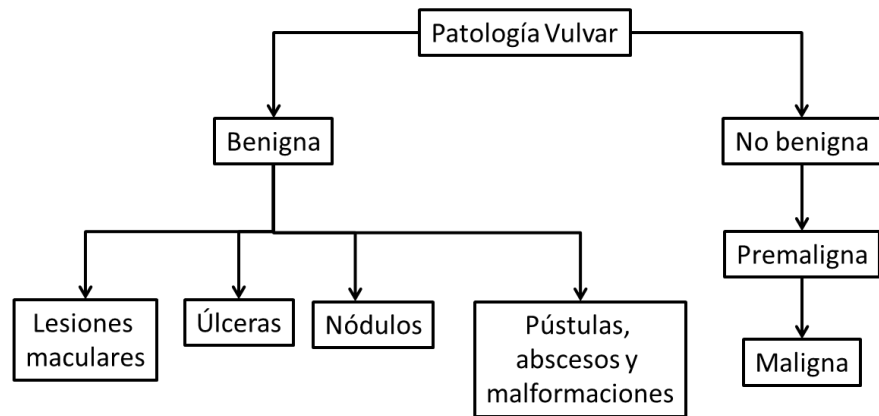 Patología Vulvar
Benigna
No benigna
Premaligna
Lesiones
maculares
Úlceras
Nódulos
Pústulas,
abscesos y
malformaciones
Maligna